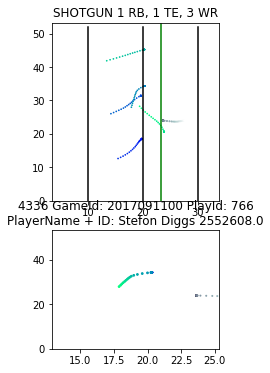 SHOTGUN 1 RB, 1 TE, 3 WR
50
40
30
20
10
0
10 20 30
4336 GameId: 2017091100 PlayId: 766
PlayerName + ID: Stefon Diggs 2552608.0
40
20
0
15.0 17.5 20.0 22.5 25.0